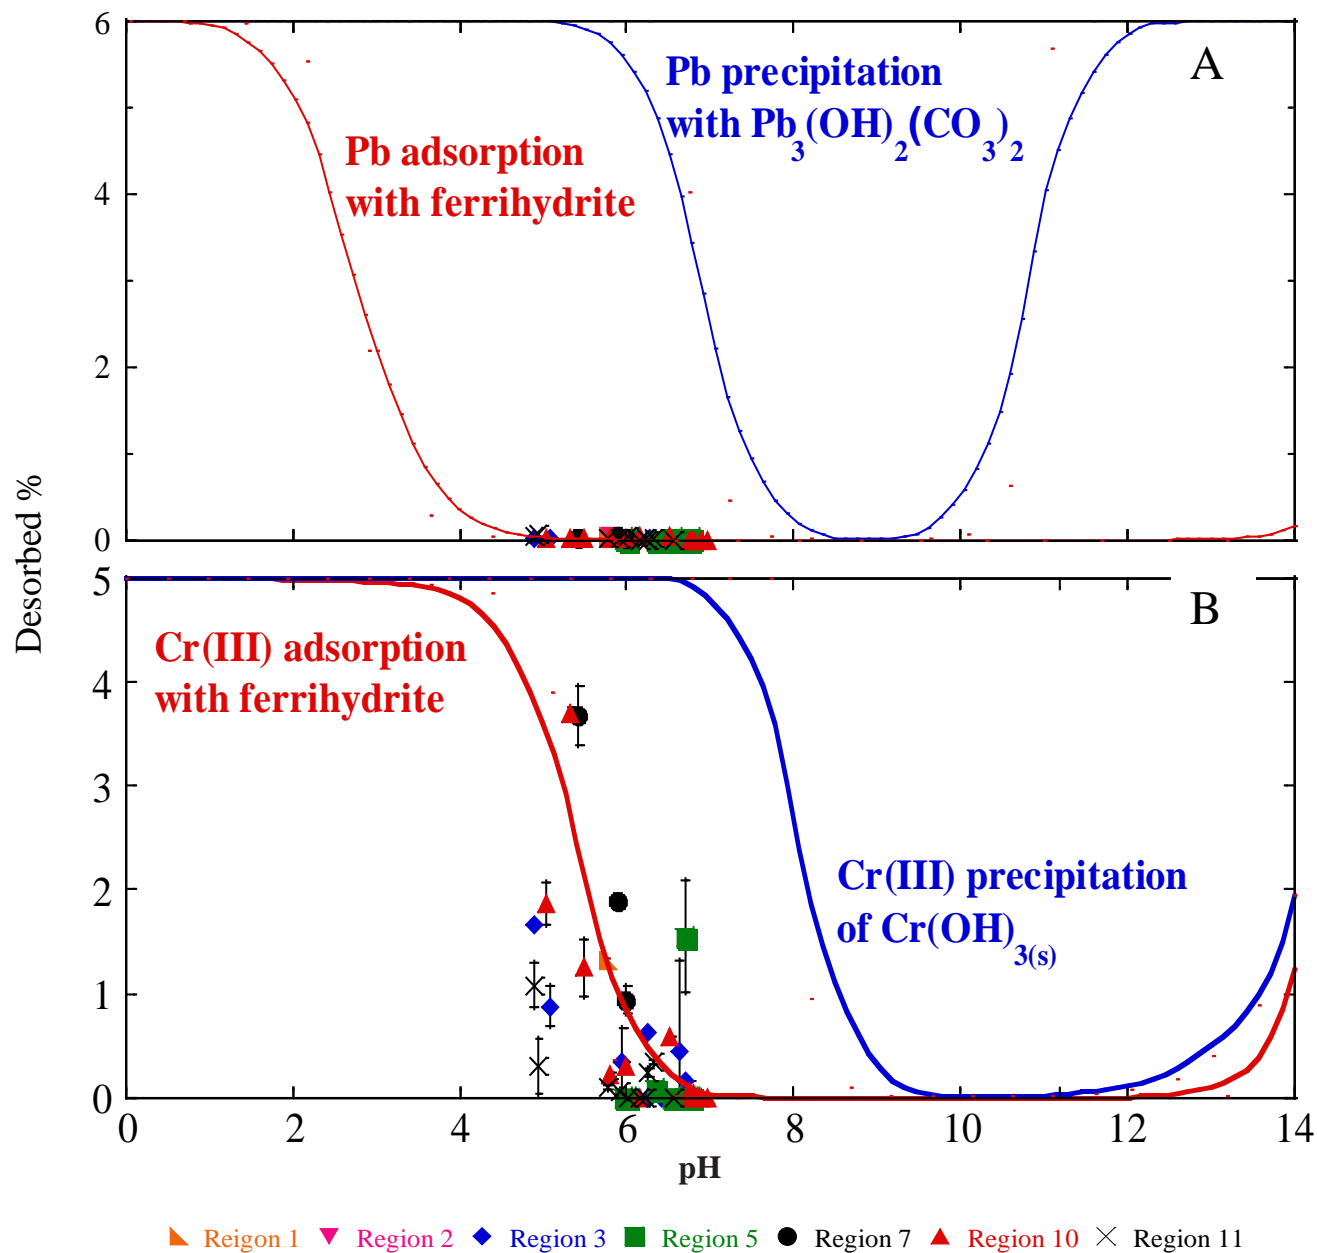 6
4
2
0
A
Pb adsorption
with ferrihydrite
Pb precipitation
with Pb₃(OH)₂(CO₃)₂
Desorbed %
5
4
3
2
1
0
B
Cr(III) adsorption
with ferrihydrite
Cr(III) precipitation
of Cr(OH)₃₍ₛ₎
0 2 4 6 8 10 12 14
pH
Reigon 1 Region 2 Region 3 Region 5 Region 7 Region 10 Region 11